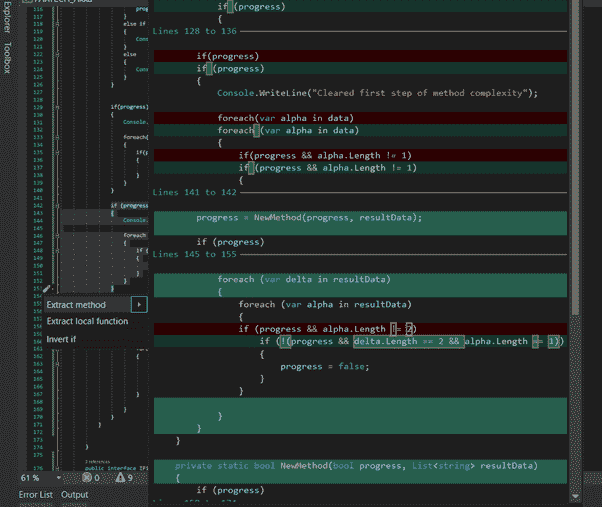 Explorer
Toolbox
if (progress)
{
Lines 128 to 136
if(progress)
if (progress)
{
Console.WriteLine("Cleared first step of method complexity");
foreach(var alpha in data)
foreach (var alpha in data)
{
if(progress && alpha.Length != 1)
if (progress && alpha.Length != 1)
{
Lines 141 to 142
progress = NewMethod(progress, resultData);
if (progress)
Lines 145 to 155
foreach (var delta in resultData)
{
foreach (var alpha in resultData)
{
if (progress && alpha.Length != 2)
if (!(progress && delta.Length == 2 && alpha.Length == 1))
{
progress = false;
}
}
}
}
}
private static bool NewMethod(bool progress, List<string> resultData)
{
if (progress)
Extract method
Extract local function
Invert if
61 %
0
9
Error List
Output